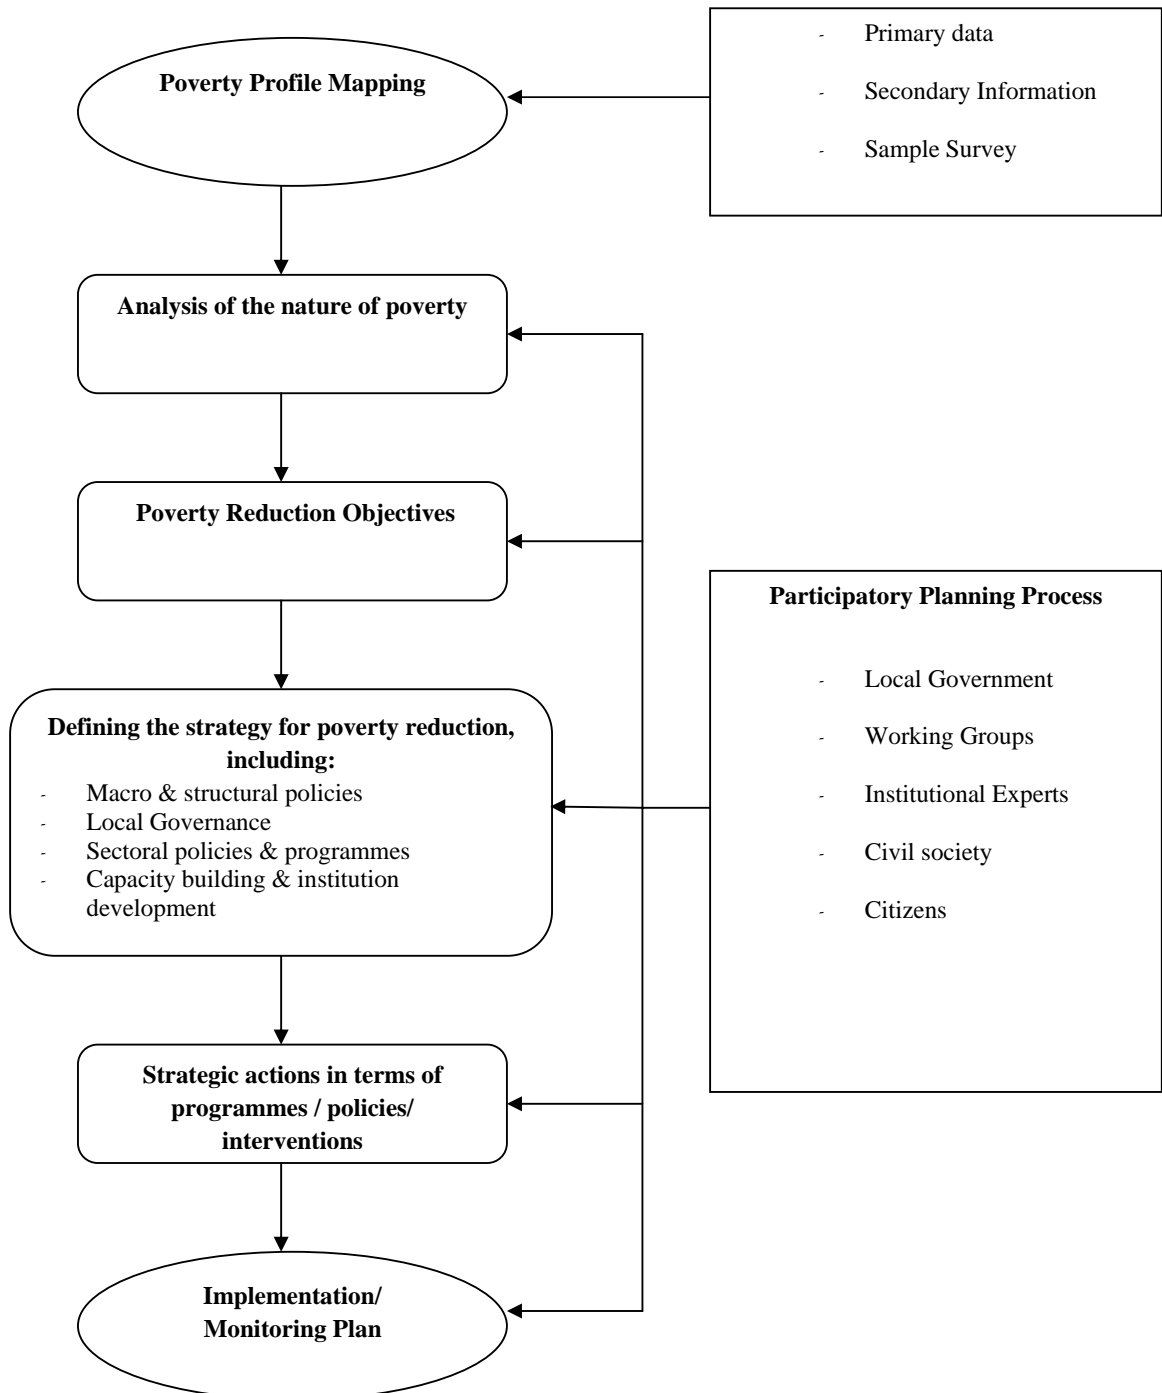 Poverty Profile Mapping
- Primary data
- Secondary Information
- Sample Survey
Analysis of the nature of poverty
Poverty Reduction Objectives
Defining the strategy for poverty reduction,
including:
- Macro & structural policies
- Local Governance
- Sectoral policies & programmes
- Capacity building & institution
development
Participatory Planning Process
- Local Government
- Working Groups
- Institutional Experts
- Civil society
- Citizens
Strategic actions in terms of
programmes / policies/
interventions
Implementation/
Monitoring Plan